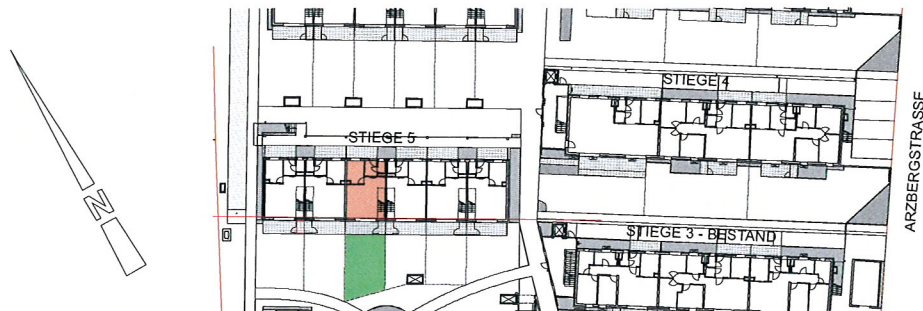 STIEGE 4
STIEGE 5
ARZBERGSTRASSE
STIEGE 3 - BESTAND
N